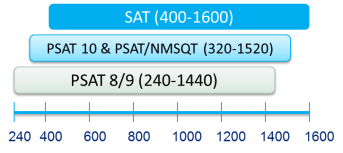 SAT (400-1600)
PSAT 10 & PSAT/NMSQT (320-1520)
PSAT 8/9 (240-1440)
240 400 600 800 1000 1200 1400 1600